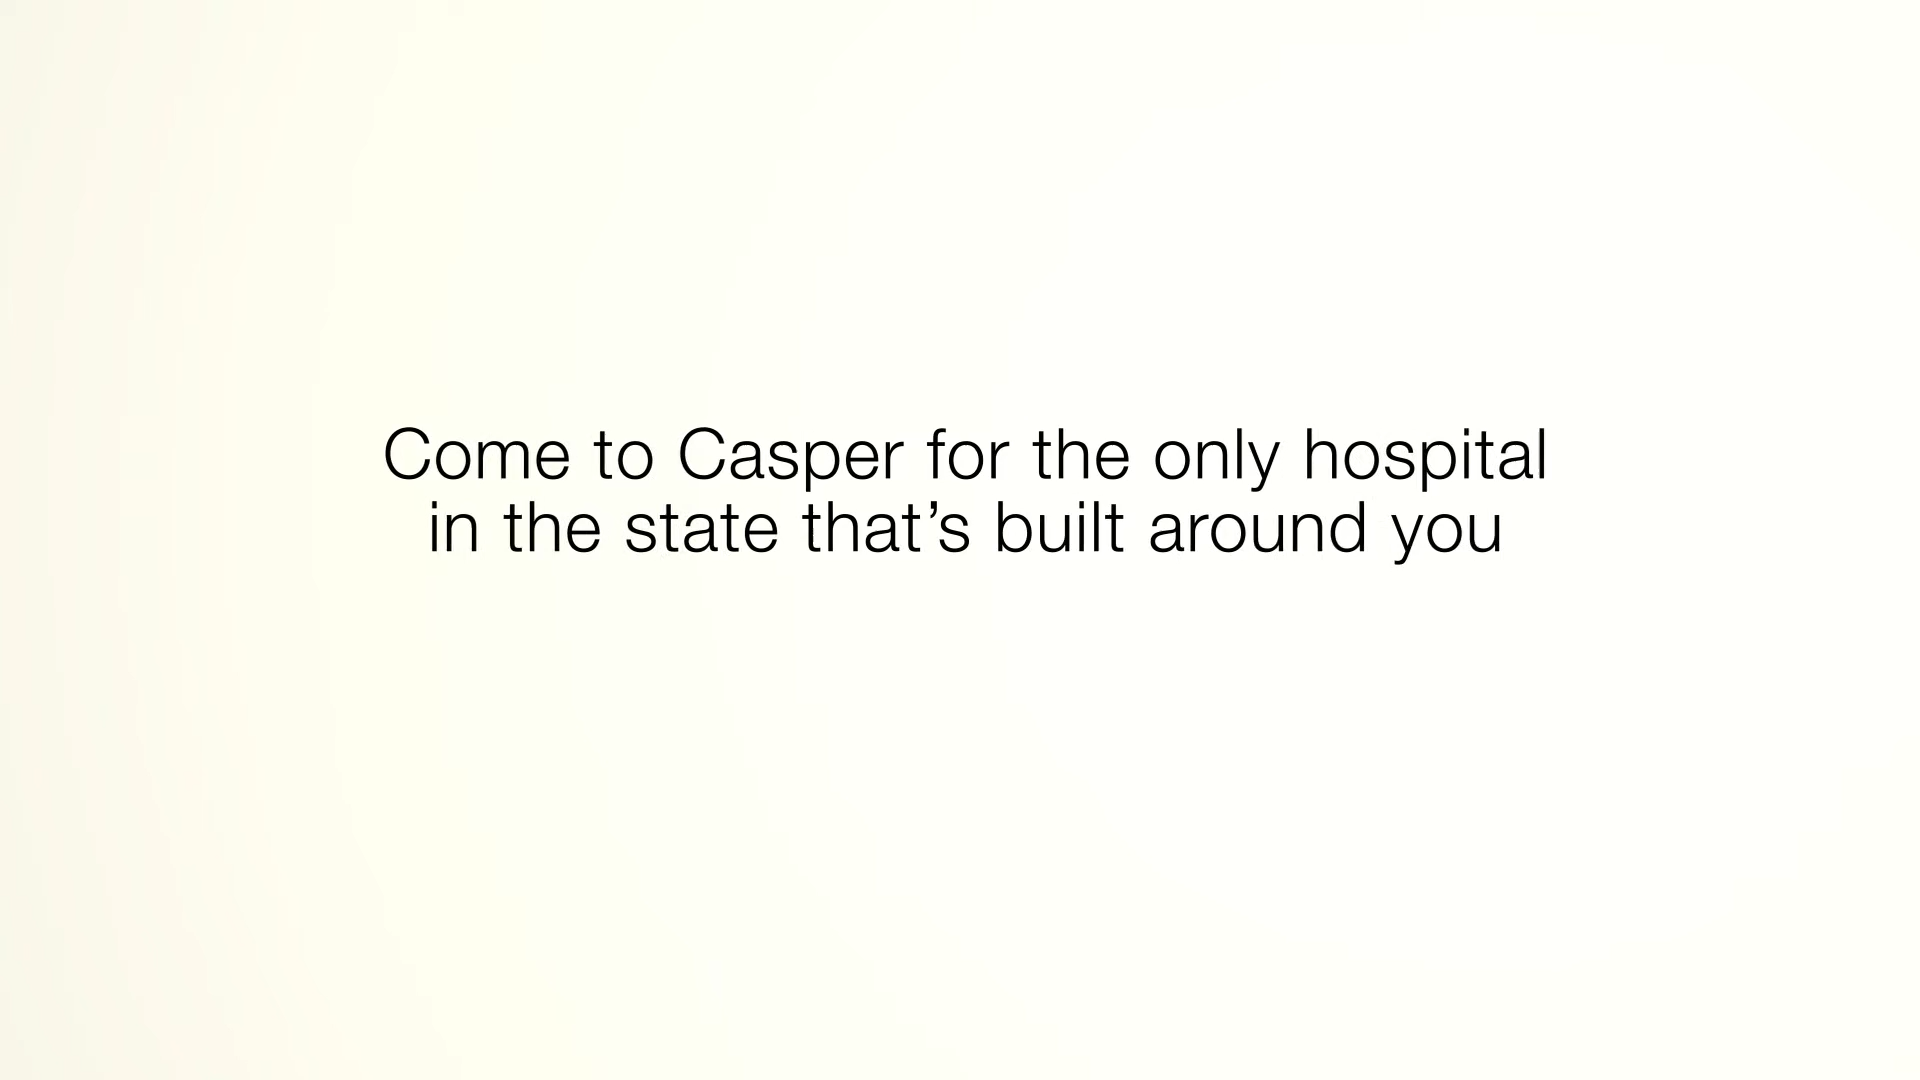 Come to Casper for the only hospital
in the state that’s built around you